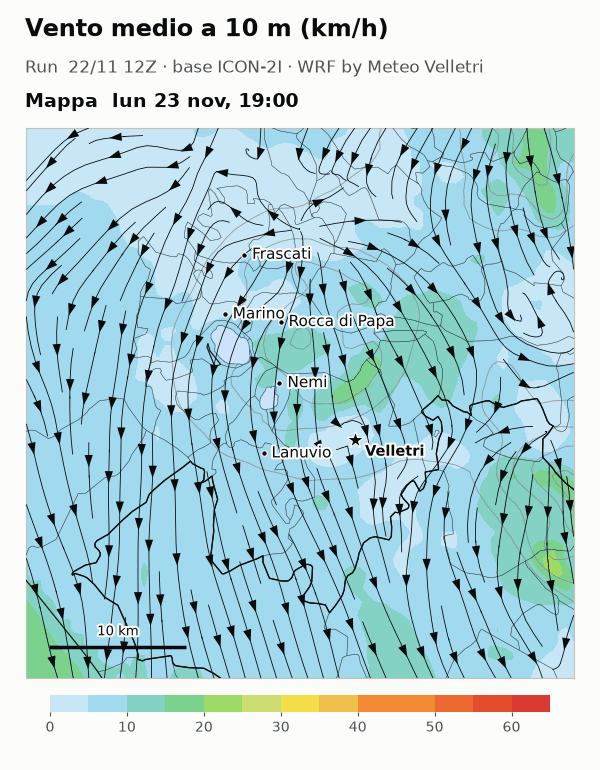 Vento medio a 10 m (km/h)
Run 22/11 12Z · base ICON-2I · WRF by Meteo Velletri
Mappa lun 23 nov, 19:00
Frascati
Marino
Rocca di Papa
Nemi
Velletri
Lanuvio
10 km
0 10 20 30 40 50 60